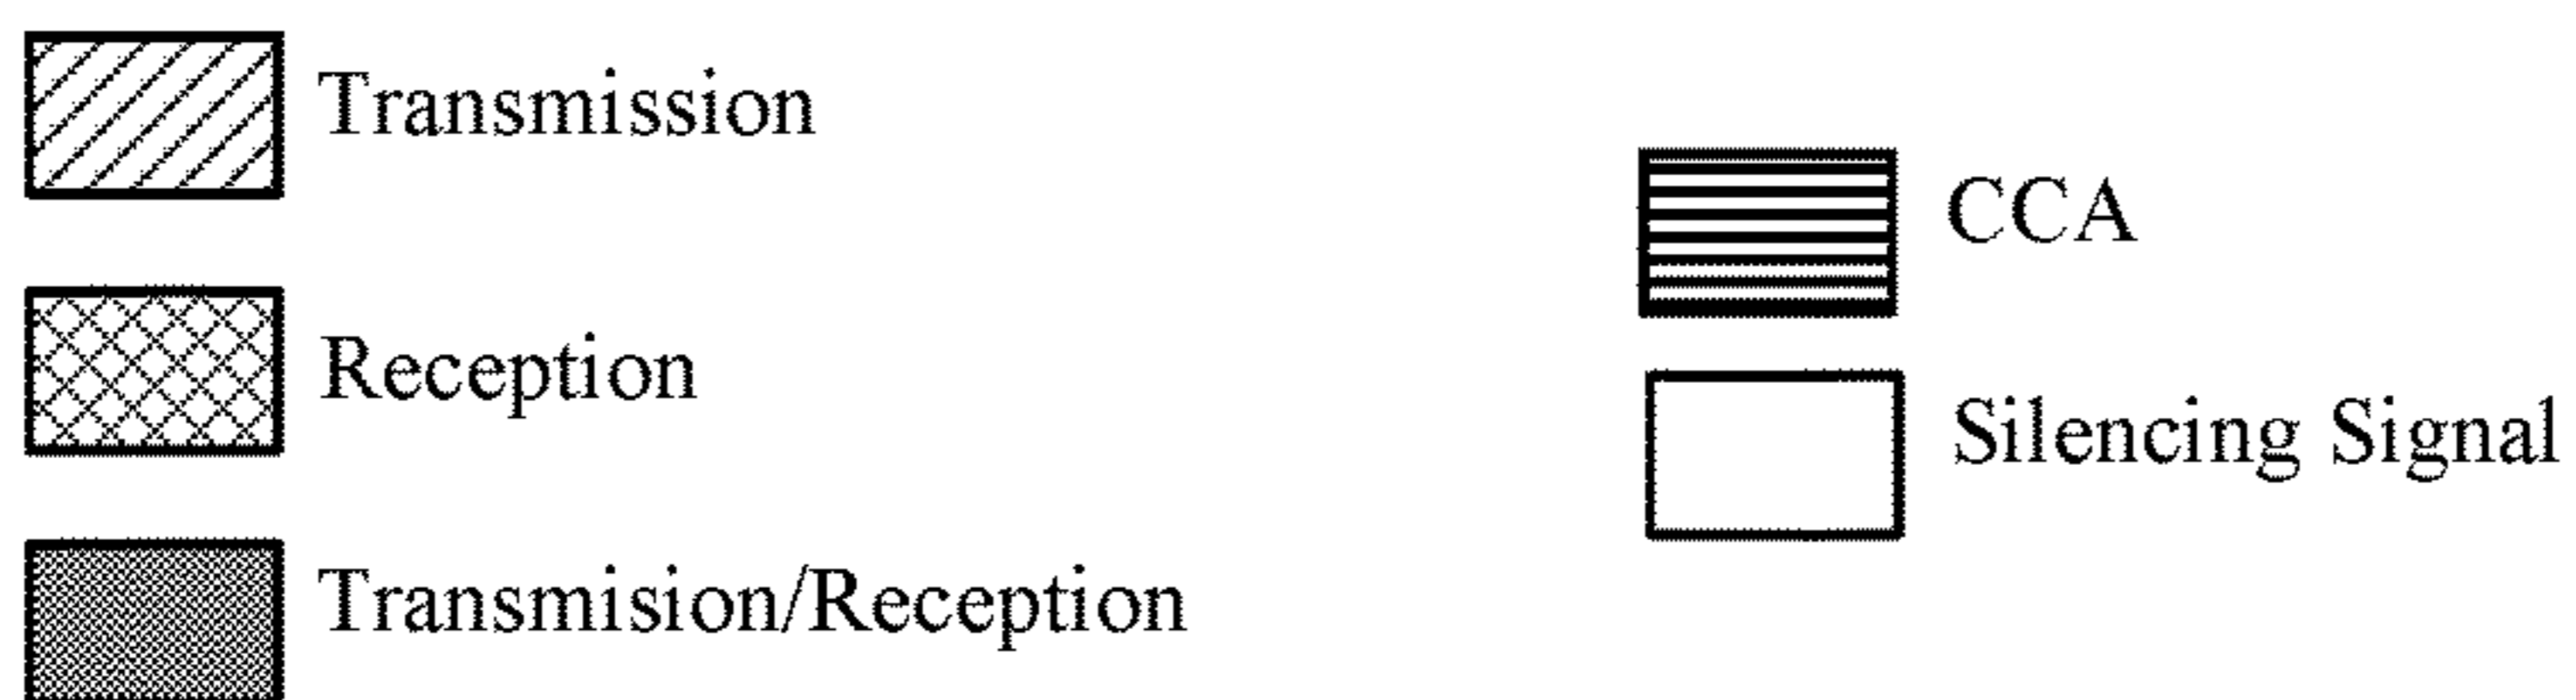 Transmission
Reception
Transmision/Reception
CCA
Silencing Signal